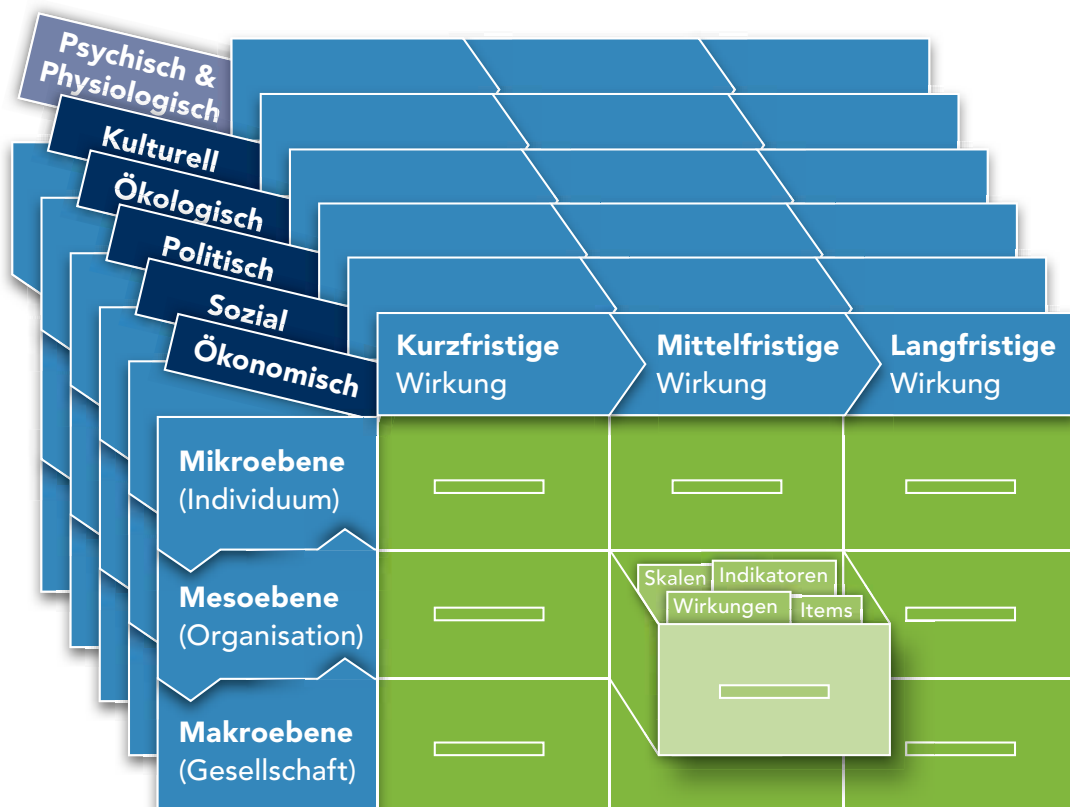 Psychisch &
Physiologisch
Kulturell
Ökologisch
Politisch
Sozial
Ökonomisch
Kurzfristige
Wirkung
Mittelfristige
Wirkung
Langfristige
Wirkung
Mikroebene
(Individuum)
Mesoebene
(Organisation)
Skalen
Indikatoren
Wirkungen
Items
Makroebene
(Gesellschaft)